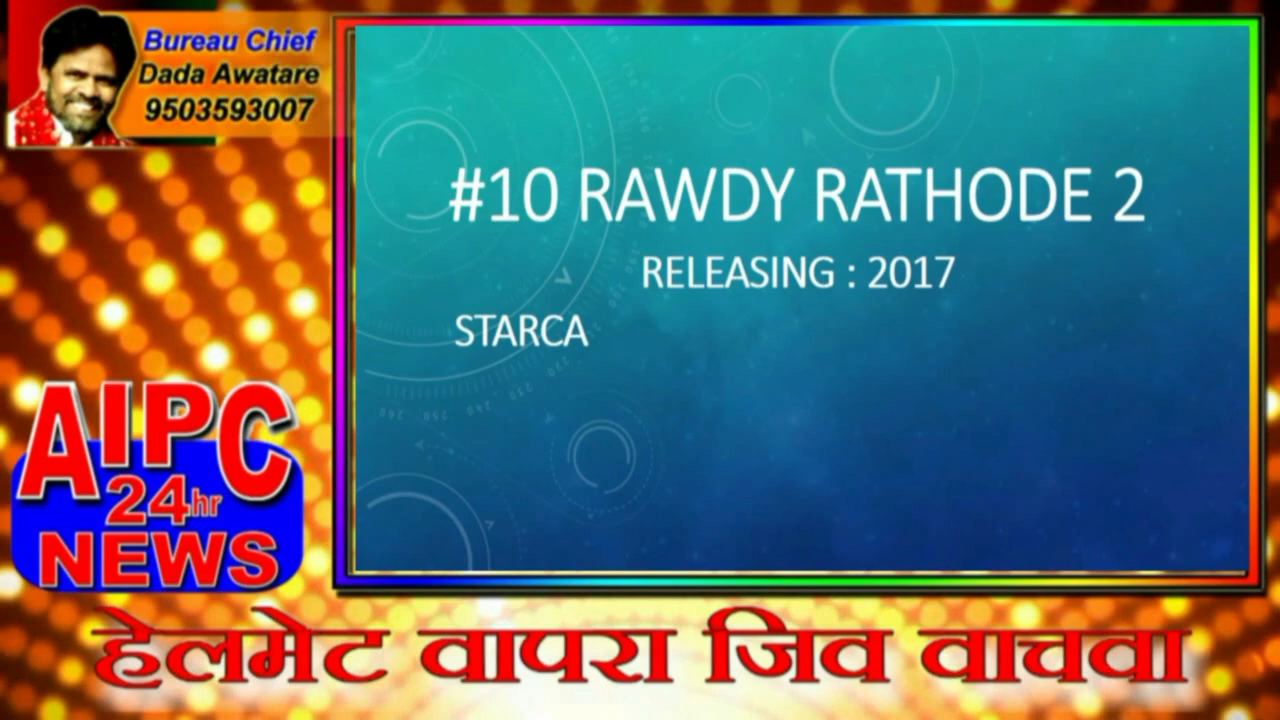 Bureau Chief
Dada Awatare
9503593007
#10 RAWDY RATHODE 2
RELEASING : 2017
STARCA
AIPC
24hr
NEWS
हेलमेट वापरा जिव वाचवा